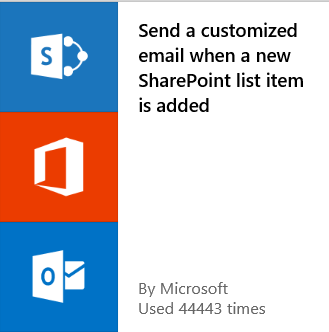 Send a customized
email when a new
SharePoint list item
is added
S
O
By Microsoft
Used 44443 times